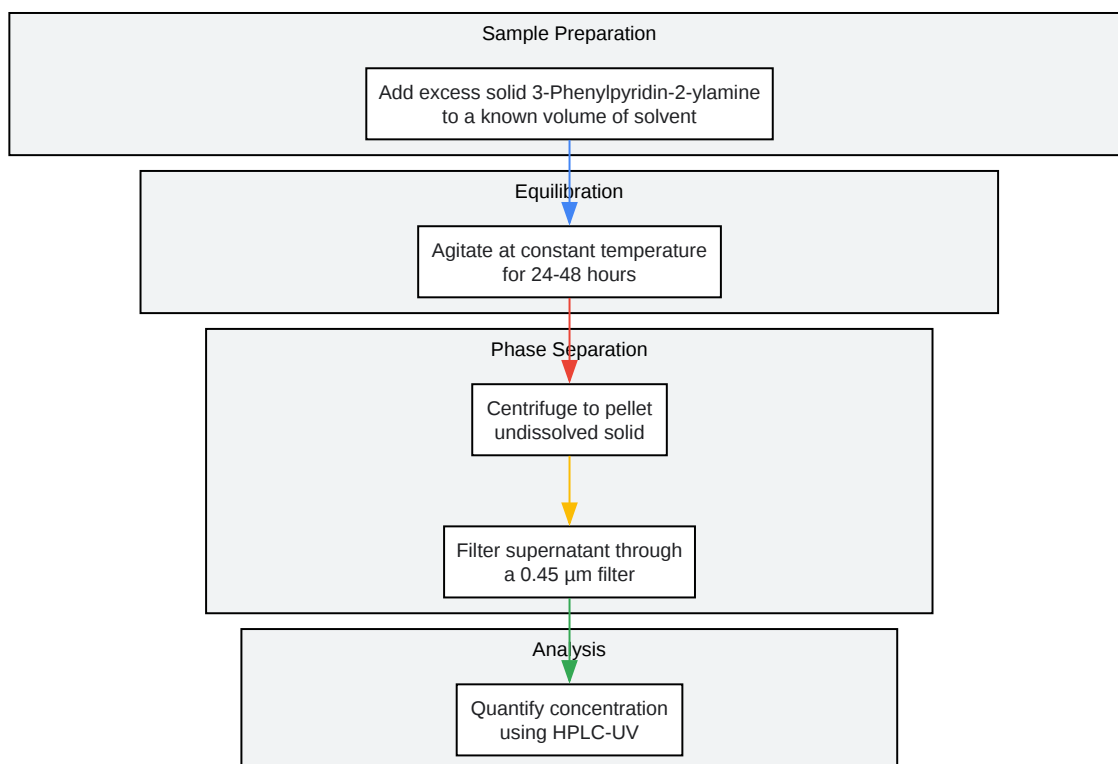 Sample Preparation
Add excess solid 3-Phenylpyridin-2-ylamine
to a known volume of solvent
Equilibration
Agitate at constant temperature
for 24-48 hours
Phase Separation
Centrifuge to pellet
undissolved solid
Filter supernatant through
a 0.45 µm filter
Analysis
Quantify concentration
using HPLC-UV